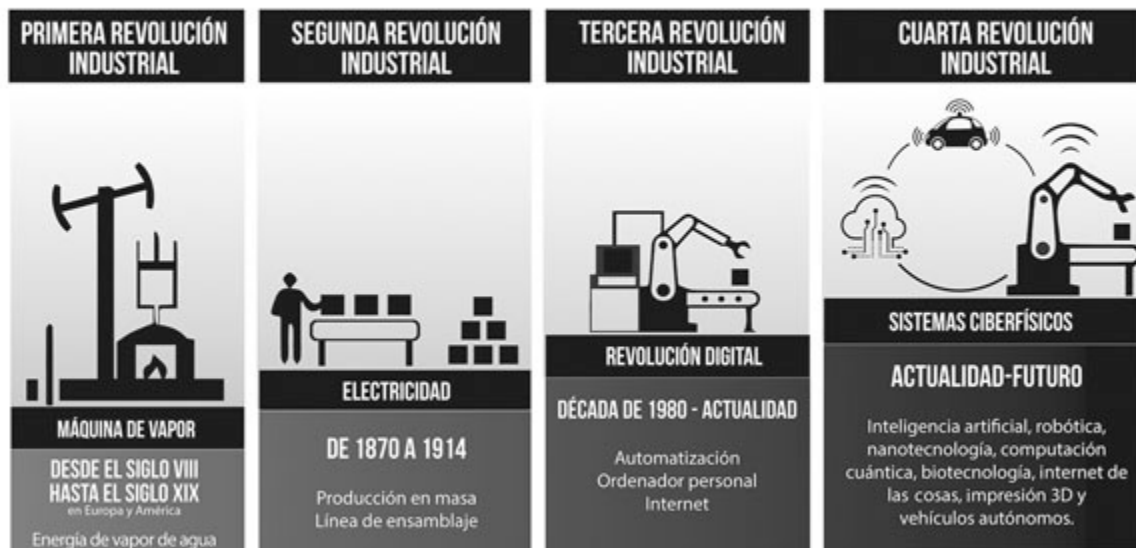 PRIMERA REVOLUCIÓN
INDUSTRIAL
MÁQUINA DE VAPOR
DESDE EL SIGLO VIII
HASTA EL SIGLO XIX
en Europa y América
Energía de vapor de agua
SEGUNDA REVOLUCIÓN
INDUSTRIAL
ELECTRICIDAD
DE 1870 A 1914
Producción en masa
Línea de ensamblaje
TERCERA REVOLUCIÓN
INDUSTRIAL
REVOLUCIÓN DIGITAL
DÉCADA DE 1980 - ACTUALIDAD
Automatización
Ordenador personal
Internet
CUARTA REVOLUCIÓN
INDUSTRIAL
SISTEMAS CIBERFÍSICOS
ACTUALIDAD-FUTURO
Inteligencia artificial, robótica,
nanotecnología, computación
cuántica, biotecnología, internet de
las cosas, impresión 3D y
vehículos autónomos.